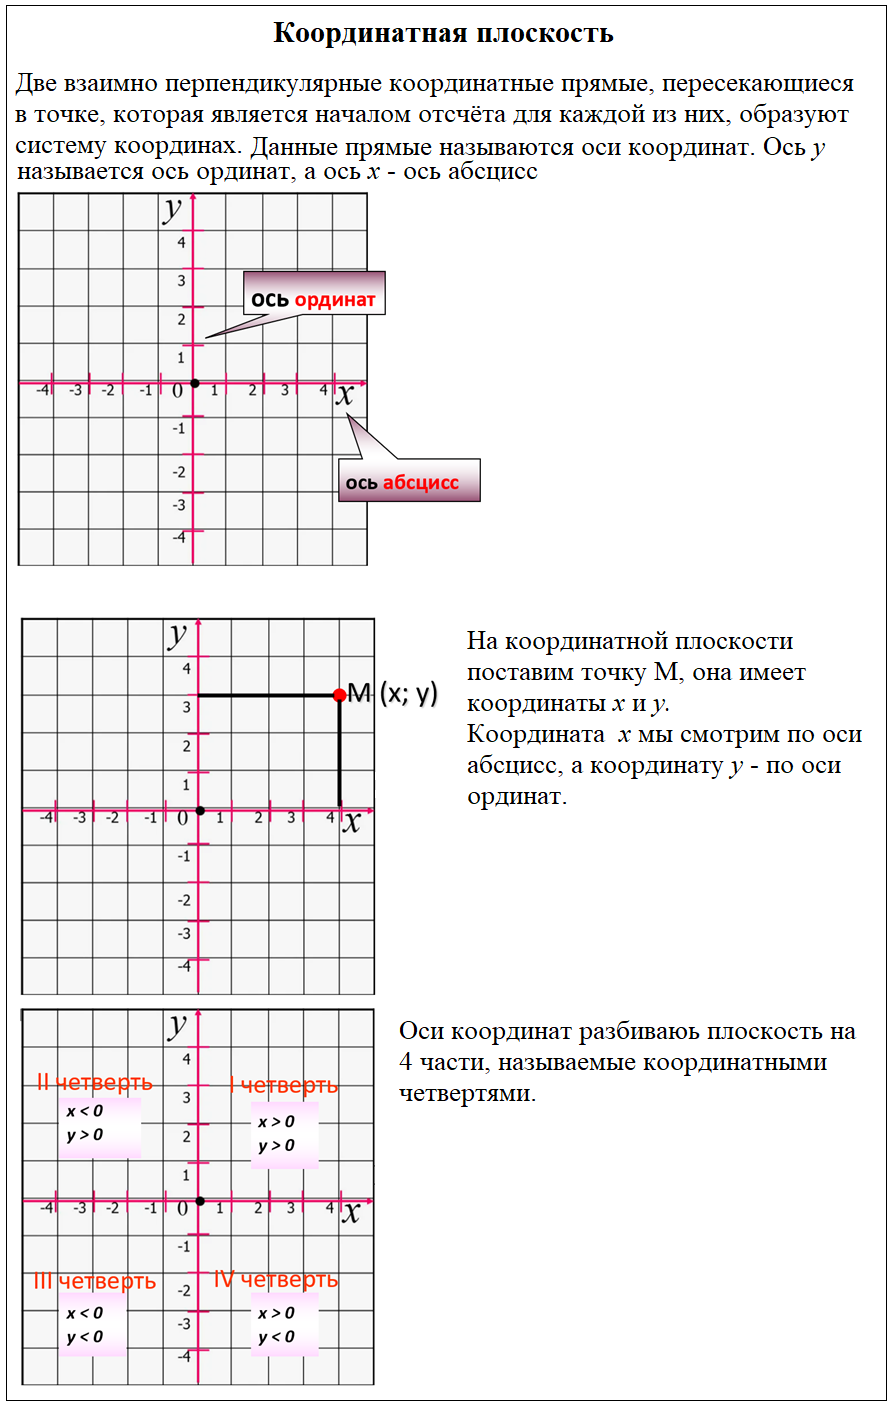 Координатная плоскость
Две взаимно перпендикулярные координатные прямые, пересекающиеся
в точке, которая является началом отсчёта для каждой из них, образуют
систему координах. Данные прямые называются оси координат. Ось y
называется ось ординат, а ось x - ось абсцисс
y
4
3
ось ординат
2
1
-4 -3 -2 -1 0 1 2 3 4 x
-1
-2
ось абсцисс
-3
-4
y
4
M (x; y)
3
2
1
-4 -3 -2 -1 0 1 2 3 4 x
-1
-2
-3
-4
На координатной плоскости
поставим точку М, она имеет
координаты x и y.
Координата x мы смотрим по оси
абсцисс, а координату y - по оси
ординат.
y
4
II четверть
I четверть
3
x < 0
y > 0
x > 0
y > 0
2
1
-4 -3 -2 -1 0 1 2 3 4 x
-1
III четверть
IV четверть
-2
x < 0
y < 0
x > 0
y < 0
-3
-4
Оси координат разбиваюь плоскость на
4 части, называемые координатными
четвертями.